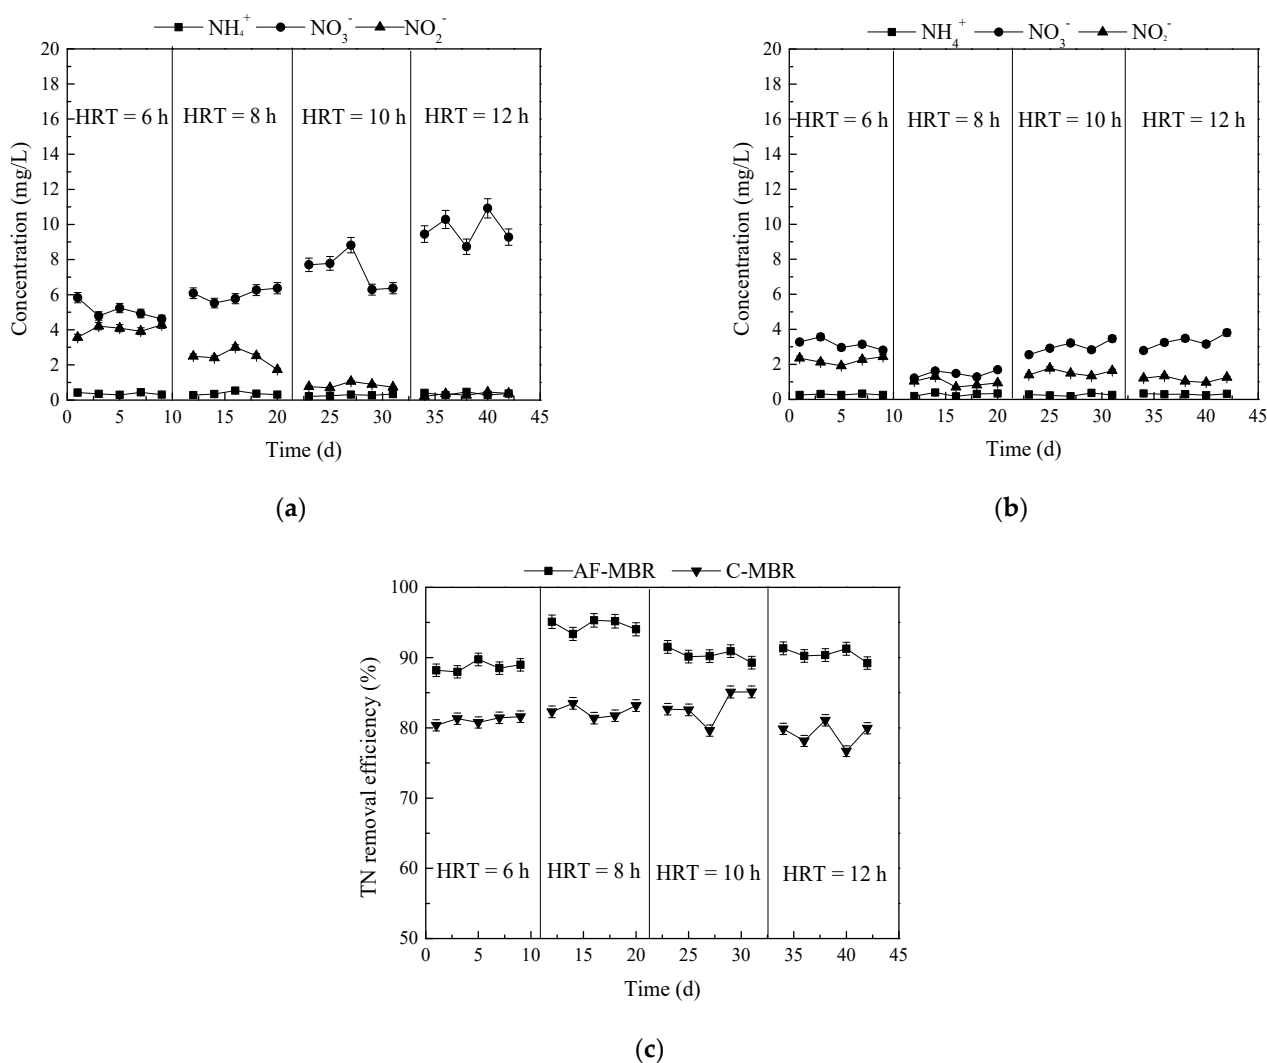 NH₄⁺ NO₃⁻ NO₂⁻
20
18
16
14
12
10
8
6
4
2
0
Concentration (mg/L)
HRT = 6 h HRT = 8 h HRT = 10 h HRT = 12 h
0 5 10 15 20 25 30 35 40 45
Time (d)
(a)
NH₄⁺ NO₃⁻ NO₂⁻
20
18
16
14
12
10
8
6
4
2
0
Concentration (mg/L)
HRT = 6 h HRT = 8 h HRT = 10 h HRT = 12 h
0 5 10 15 20 25 30 35 40 45
Time (d)
(b)
AF-MBR C-MBR
100
90
80
70
60
50
TN removal efficiency (%)
HRT = 6 h HRT = 8 h HRT = 10 h HRT = 12 h
0 5 10 15 20 25 30 35 40 45
Time (d)
(c)